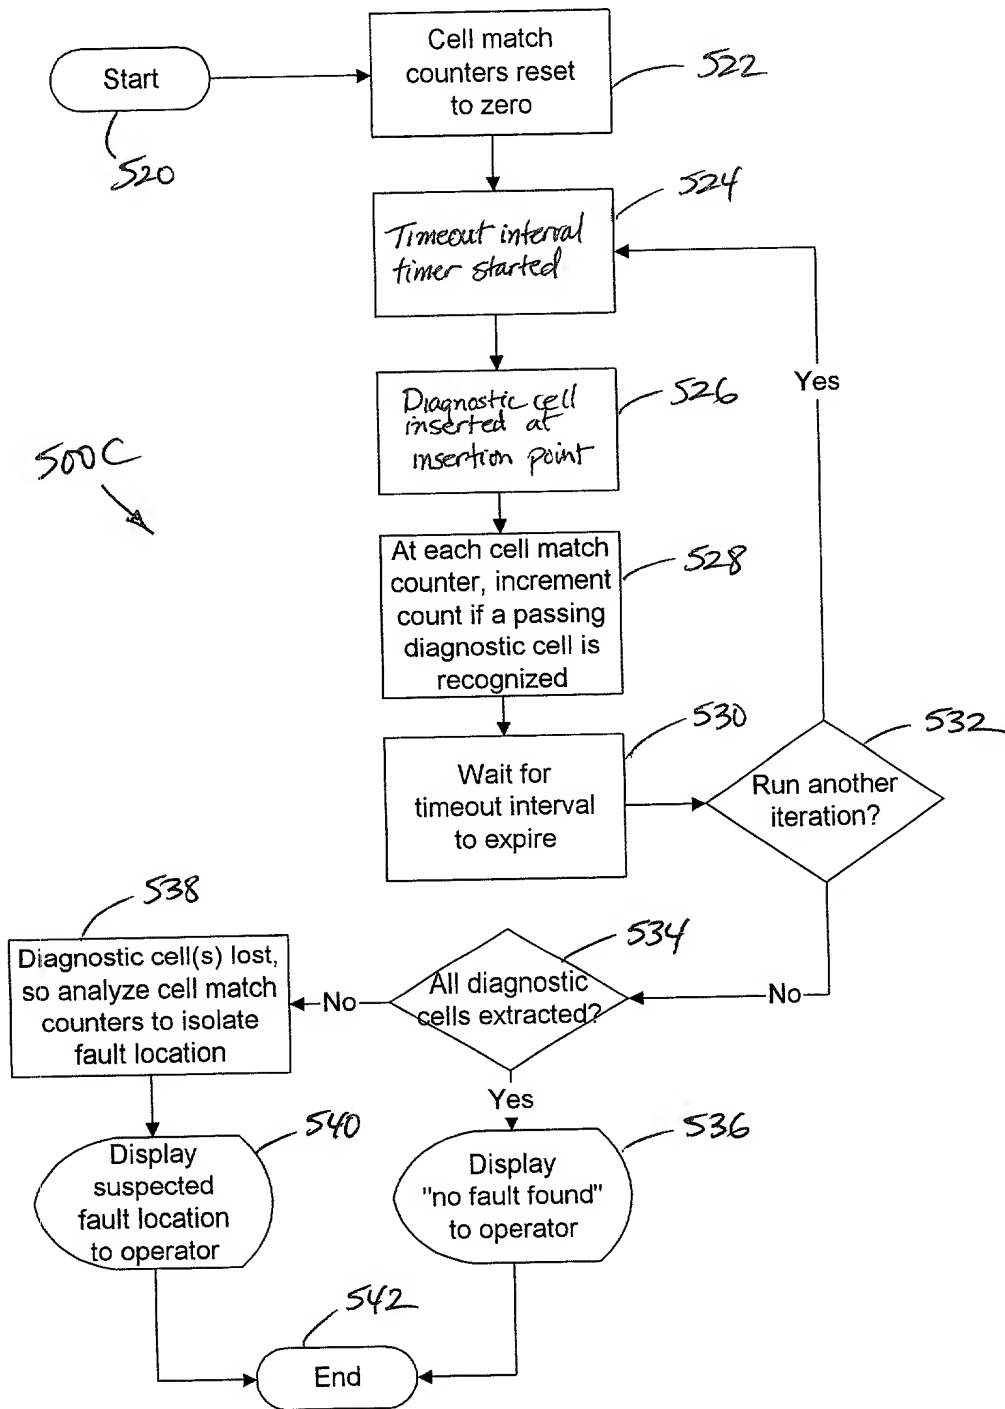 Start
520
Cell match
counters reset
to zero
522
Timeout interval
timer started
524
Diagnostic cell
inserted at
insertion point
526
500C
At each cell match
counter, increment
count if a passing
diagnostic cell is
recognized
528
Wait for
timeout interval
to expire
530
Run another
iteration?
532
Yes
No
All diagnostic
cells extracted?
534
No
Yes
Diagnostic cell(s) lost,
so analyze cell match
counters to isolate
fault location
538
Display
suspected
fault location
to operator
540
Display
"no fault found"
to operator
536
End
542